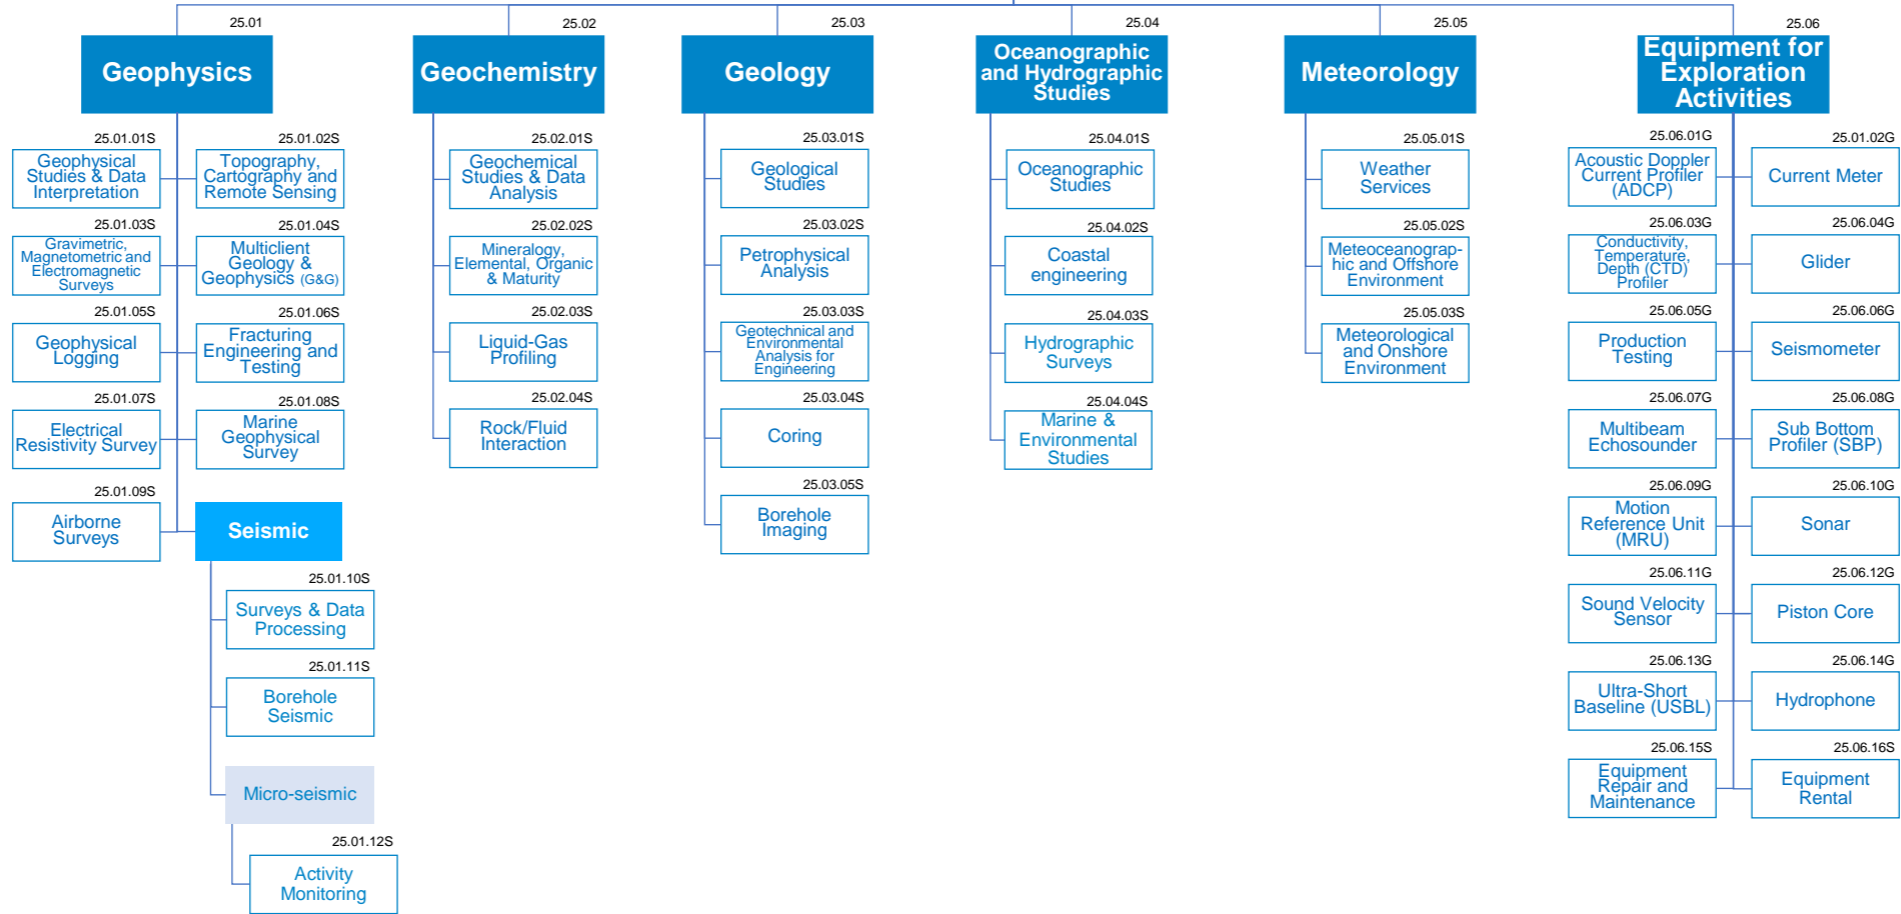 25.01
25.02
25.03
25.04
25.05
25.06
Geophysics
Geochemistry
Geology
Oceanographic
and Hydrographic
Studies
Meteorology
Equipment for
Exploration
Activities
25.01.01S
Geophysical
Studies & Data
Interpretation
25.01.02S
Topography,
Cartography and
Remote Sensing
25.01.03S
Gravimetric,
Magnetometric and
Electromagnetic
Surveys
25.01.04S
Multiclient
Geology &
Geophysics (G&G)
25.01.05S
Geophysical
Logging
25.01.06S
Fracturing
Engineering and
Testing
25.01.07S
Electrical
Resistivity Survey
25.01.08S
Marine
Geophysical
Survey
25.01.09S
Airborne
Surveys
Seismic
25.01.10S
Surveys & Data
Processing
25.01.11S
Borehole
Seismic
Micro-seismic
25.01.12S
Activity
Monitoring
25.02.01S
Geochemical
Studies & Data
Analysis
25.02.02S
Mineralogy,
Elemental, Organic
& Maturity
25.02.03S
Liquid-Gas
Profiling
25.02.04S
Rock/Fluid
Interaction
25.03.01S
Geological
Studies
25.03.02S
Petrophysical
Analysis
25.03.03S
Geotechnical and
Environmental
Analysis for
Engineering
25.03.04S
Coring
25.03.05S
Borehole
Imaging
25.04.01S
Oceanographic
Studies
25.04.02S
Coastal
engineering
25.04.03S
Hydrographic
Surveys
25.04.04S
Marine &
Environmental
Studies
25.05.01S
Weather
Services
25.05.02S
Meteoceanograp-
hic and Offshore
Environment
25.05.03S
Meteorological
and Onshore
Environment
25.06.01G
Acoustic Doppler
Current Profiler
(ADCP)
25.01.02G
Current Meter
25.06.03G
Conductivity,
Temperature,
Depth (CTD)
Profiler
25.06.04G
Glider
25.06.05G
Production
Testing
25.06.06G
Seismometer
25.06.07G
Multibeam
Echosounder
25.06.08G
Sub Bottom
Profiler (SBP)
25.06.09G
Motion
Reference Unit
(MRU)
25.06.10G
Sonar
25.06.11G
Sound Velocity
Sensor
25.06.12G
Piston Core
25.06.13G
Ultra-Short
Baseline (USBL)
25.06.14G
Hydrophone
25.06.15S
Equipment
Repair and
Maintenance
25.06.16S
Equipment
Rental